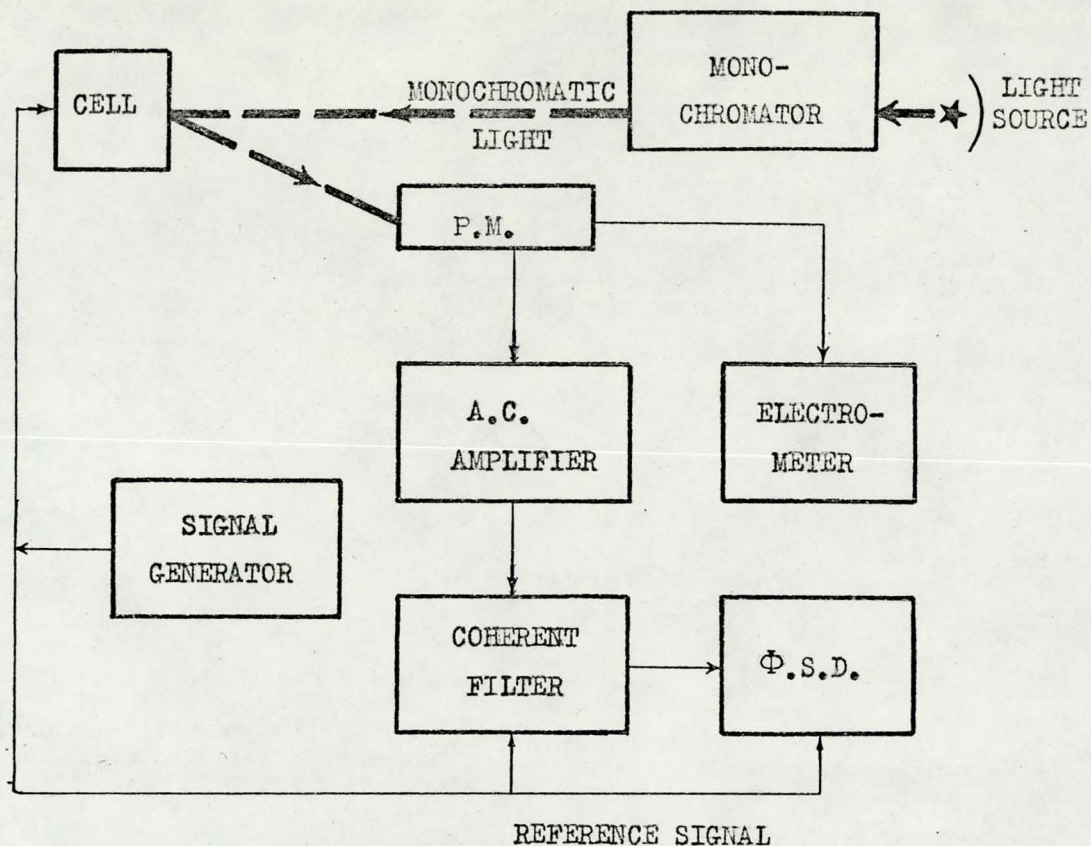 CELL
MONOCHROMATIC
LIGHT
MONO-
CHROMATOR
LIGHT
SOURCE
P.M.
A.C.
AMPLIFIER
ELECTRO-
METER
SIGNAL
GENERATOR
COHERENT
FILTER
Φ.S.D.
REFERENCE SIGNAL